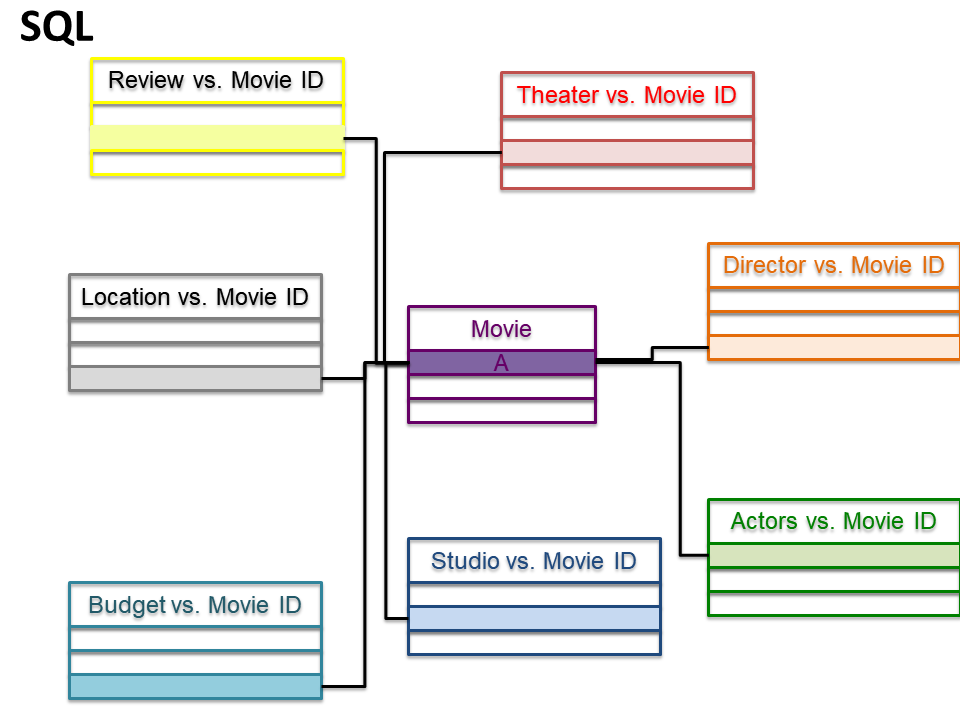 SQL
Review vs. Movie ID
Theater vs. Movie ID
Director vs. Movie ID
Location vs. Movie ID
Movie
A
Actors vs. Movie ID
Studio vs. Movie ID
Budget vs. Movie ID